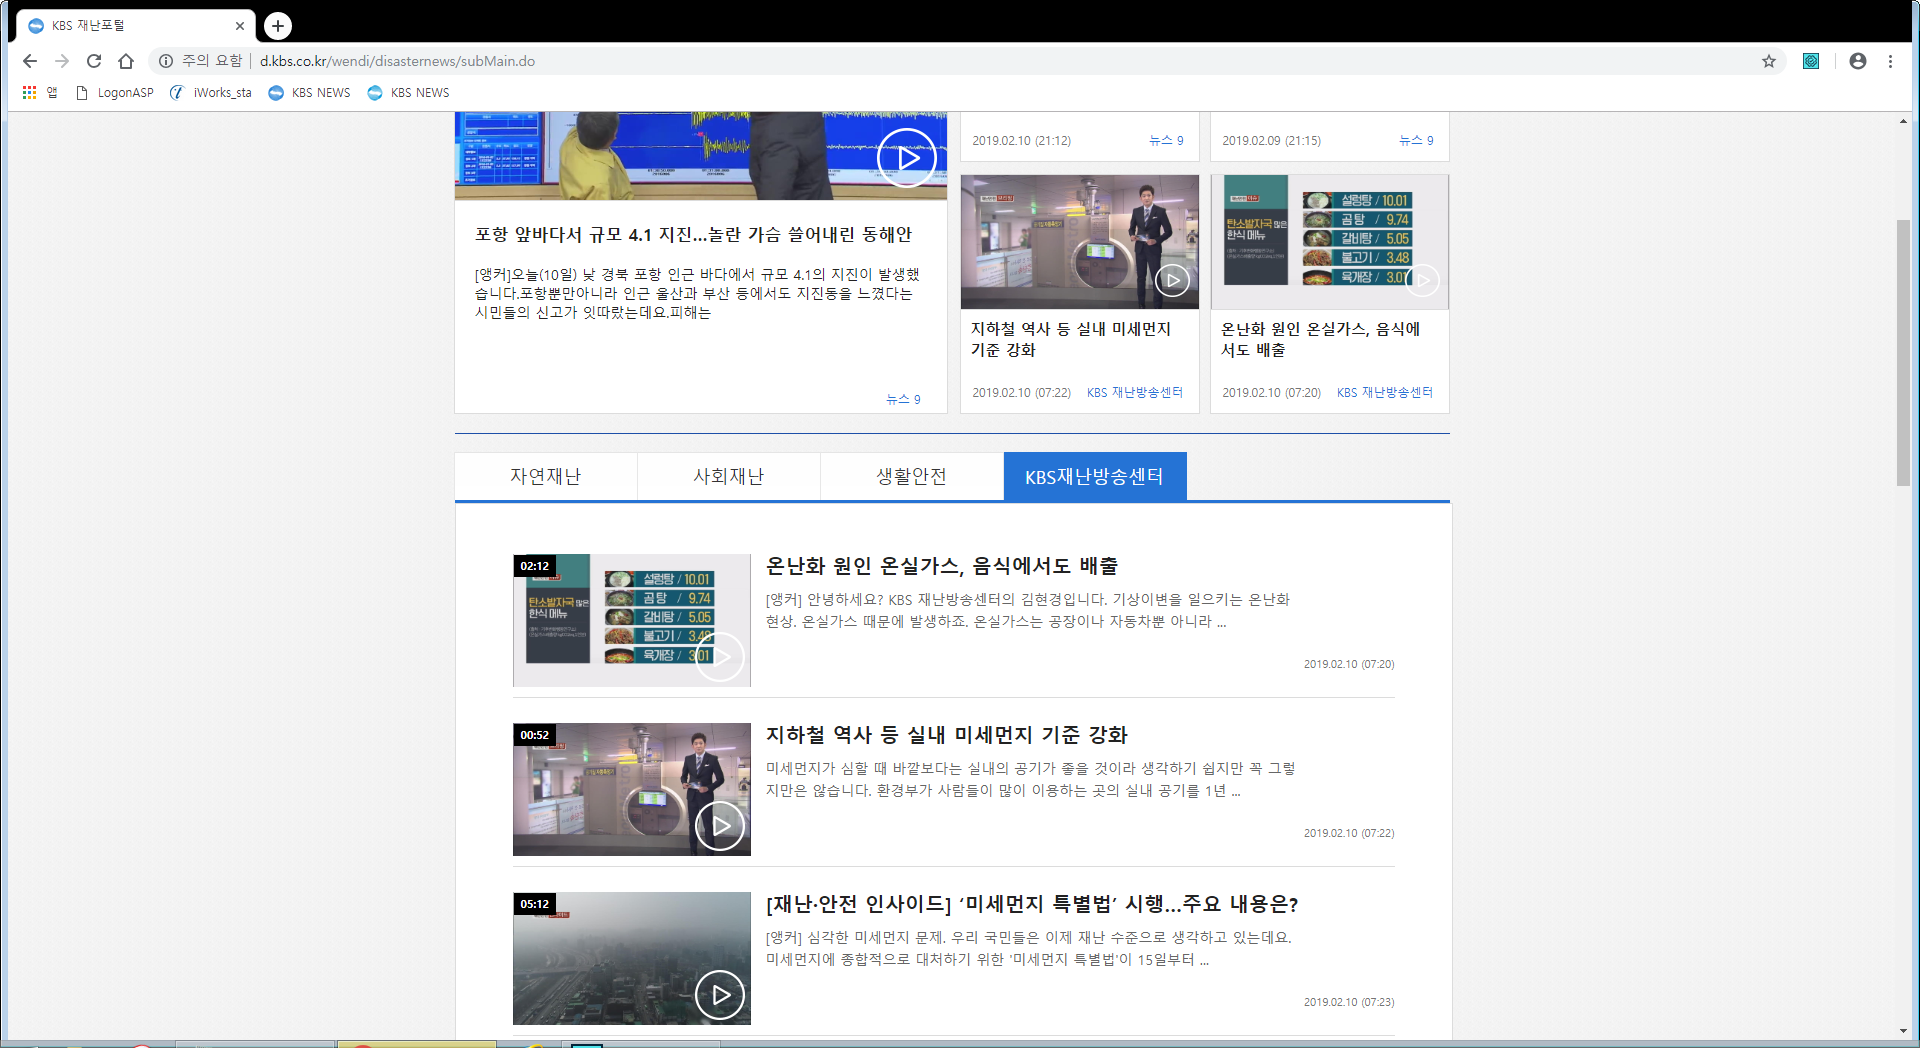 KBS 재난포털
주의 요함 | d.kbs.co.kr/wendi/disasternews/subMain.do
앱 LogonASP iWorks_sta KBS NEWS KBS NEWS
2019.02.10 (21:12) 뉴스 9
2019.02.09 (21:15) 뉴스 9
포항 앞바다서 규모 4.1 지진...놀란 가슴 쓸어내린 동해안
[앵커]오늘(10일) 낮 경북 포항 인근 바다에서 규모 4.1의 지진이 발생했
습니다.포항뿐만아니라 인근 울산과 부산 등에서도 지진동을 느꼈다는
시민들의 신고가 잇따랐는데요.피해는
뉴스 9
지하철 역사 등 실내 미세먼지
기준 강화
2019.02.10 (07:22) KBS 재난방송센터
탄소발자국 많은
한식 메뉴
설렁탕 / 10.01
곰탕 / 9.74
갈비탕 / 5.05
불고기 / 3.48
육개장 / 3.01
온난화 원인 온실가스, 음식에
서도 배출
2019.02.10 (07:20) KBS 재난방송센터
자연재난 사회재난 생활안전 KBS재난방송센터
02:12
탄소발자국 많은
한식 메뉴
설렁탕 / 10.01
곰탕 / 9.74
갈비탕 / 5.05
불고기 / 3.48
육개장 / 3.01
온난화 원인 온실가스, 음식에서도 배출
[앵커] 안녕하세요? KBS 재난방송센터의 김현경입니다. 기상이변을 일으키는 온난화
현상. 온실가스 때문에 발생하죠. 온실가스는 공장이나 자동차뿐 아니라 ...
2019.02.10 (07:20)
00:52
지하철 역사 등 실내 미세먼지 기준 강화
미세먼지가 심할 때 바깥보다는 실내의 공기가 좋을 것이라 생각하기 쉽지만 꼭 그렇
지만은 않습니다. 환경부가 사람들이 많이 이용하는 곳의 실내 공기를 1년 ...
2019.02.10 (07:22)
05:12
[재난·안전 인사이드] ‘미세먼지 특별법’ 시행...주요 내용은?
[앵커] 심각한 미세먼지 문제. 우리 국민들은 이제 재난 수준으로 생각하고 있는데요.
미세먼지에 종합적으로 대처하기 위한 '미세먼지 특별법'이 15일부터 ...
2019.02.10 (07:23)